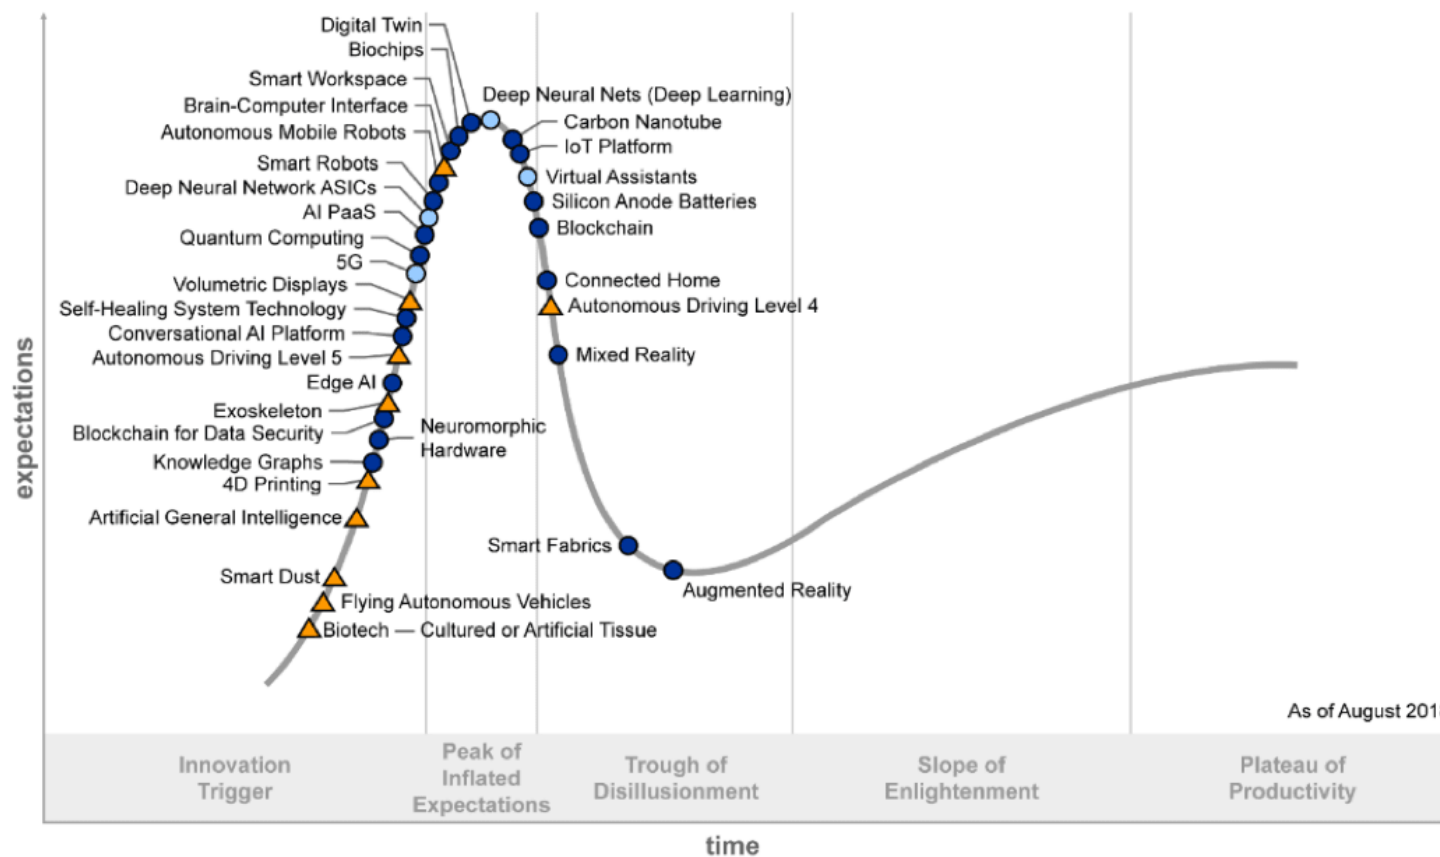 Digital Twin
Biochips
Smart Workspace
Brain-Computer Interface
Autonomous Mobile Robots
Smart Robots
Deep Neural Network ASICs
AI PaaS
Quantum Computing
5G
Volumetric Displays
Self-Healing System Technology
Conversational AI Platform
Autonomous Driving Level 5
Edge AI
Exoskeleton
Blockchain for Data Security
Neuromorphic
Hardware
Knowledge Graphs
4D Printing
Artificial General Intelligence
Smart Dust
Flying Autonomous Vehicles
Biotech — Cultured or Artificial Tissue
Deep Neural Nets (Deep Learning)
Carbon Nanotube
IoT Platform
Virtual Assistants
Silicon Anode Batteries
Blockchain
Connected Home
Autonomous Driving Level 4
Mixed Reality
Smart Fabrics
Augmented Reality
As of August
expectations
Innovation
Trigger
Peak of
Inflated
Expectations
Trough of
Disillusionment
Slope of
Enlightenment
Plateau of
Productivity
time